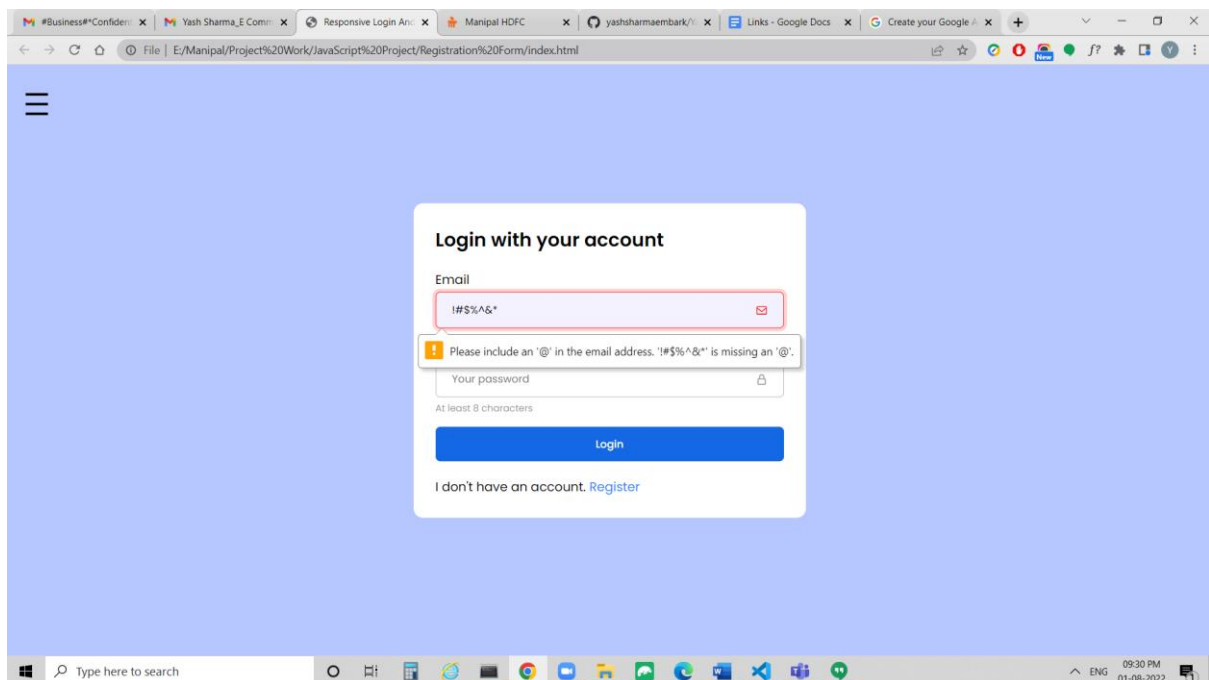 #Business#*Confident
Yash Sharma_E Comm
Responsive Login And
Manipal HDFC
yashsharmaembark/Y
Links - Google Docs
Create your Google A
File | E:/Manipal/Project%20Work/JavaScript%20Project/Registration%20Form/index.html
f?
New
Y
Login with your account
Email
!#$%^&*
Please include an '@' in the email address. '!#$%^&*' is missing an '@'.
Your password
At least 8 characters
Login
I don't have an account. Register
Type here to search
ENG
09:30 PM
01-08-2022